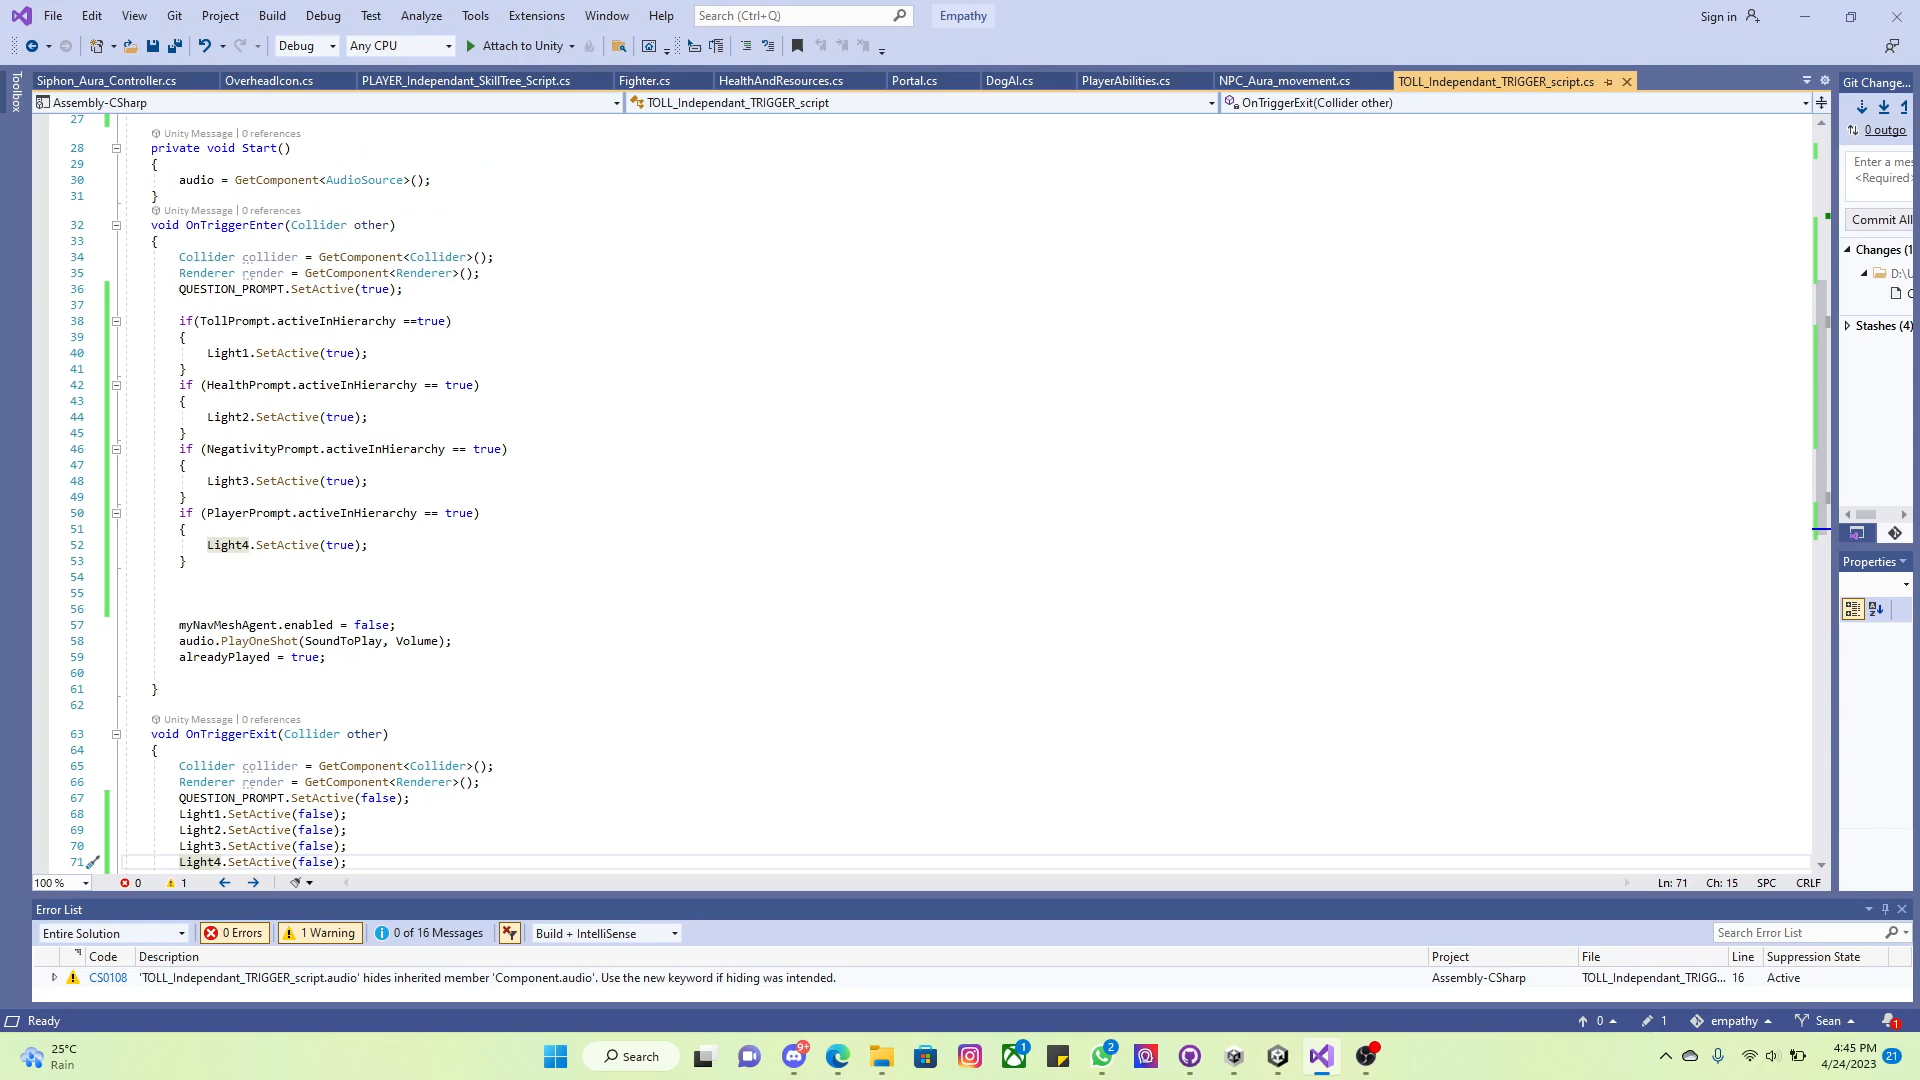 File Edit View Git Project Build Debug Test Analyze Tools Extensions Window Help Search (Ctrl+Q) Empathy Sign in
Debug Any CPU Attach to Unity
Toolbox
Siphon_Aura_Controller.cs OverheadIcon.cs PLAYER_Independant_SkillTree_Script.cs Fighter.cs HealthAndResources.cs Portal.cs DogAI.cs PlayerAbilities.cs NPC_Aura_movement.cs TOLL_Independant_TRIGGER_script.cs Git Change...
Assembly-CSharp TOLL_Independant_TRIGGER_script OnTriggerExit(Collider other)
27
Unity Message | 0 references
28 private void Start()
29 {
30 audio = GetComponent<AudioSource>();
31 }
Unity Message | 0 references
32 void OnTriggerEnter(Collider other)
33 {
34 Collider collider = GetComponent<Collider>();
35 Renderer render = GetComponent<Renderer>();
36 QUESTION_PROMPT.SetActive(true);
37
38 if(TollPrompt.activeInHierarchy ==true)
39 {
40 Light1.SetActive(true);
41 }
42 if (HealthPrompt.activeInHierarchy == true)
43 {
44 Light2.SetActive(true);
45 }
46 if (NegativityPrompt.activeInHierarchy == true)
47 {
48 Light3.SetActive(true);
49 }
50 if (PlayerPrompt.activeInHierarchy == true)
51 {
52 Light4.SetActive(true);
53 }
54
55
56
57 myNavMeshAgent.enabled = false;
58 audio.PlayOneShot(SoundToPlay, Volume);
59 alreadyPlayed = true;
60
61 }
62
Unity Message | 0 references
63 void OnTriggerExit(Collider other)
64 {
65 Collider collider = GetComponent<Collider>();
66 Renderer render = GetComponent<Renderer>();
67 QUESTION_PROMPT.SetActive(false);
68 Light1.SetActive(false);
69 Light2.SetActive(false);
70 Light3.SetActive(false);
71 Light4.SetActive(false);
100 % 0 1 Ln: 71 Ch: 15 SPC CRLF
0 outgo
Enter a mes
<Required>
Commit All
Changes (1
D:\U
C
Stashes (4)
Properties
Error List
Entire Solution 0 Errors 1 Warning 0 of 16 Messages Build + IntelliSense Search Error List
Code Description Project File Line Suppression State
CS0108 'TOLL_Independant_TRIGGER_script.audio' hides inherited member 'Component.audio'. Use the new keyword if hiding was intended. Assembly-CSharp TOLL_Independant_TRIGG... 16 Active
Ready 0 1 empathy Sean 1
25°C
Rain
Search 9+ 1 2
4:45 PM
4/24/2023 21